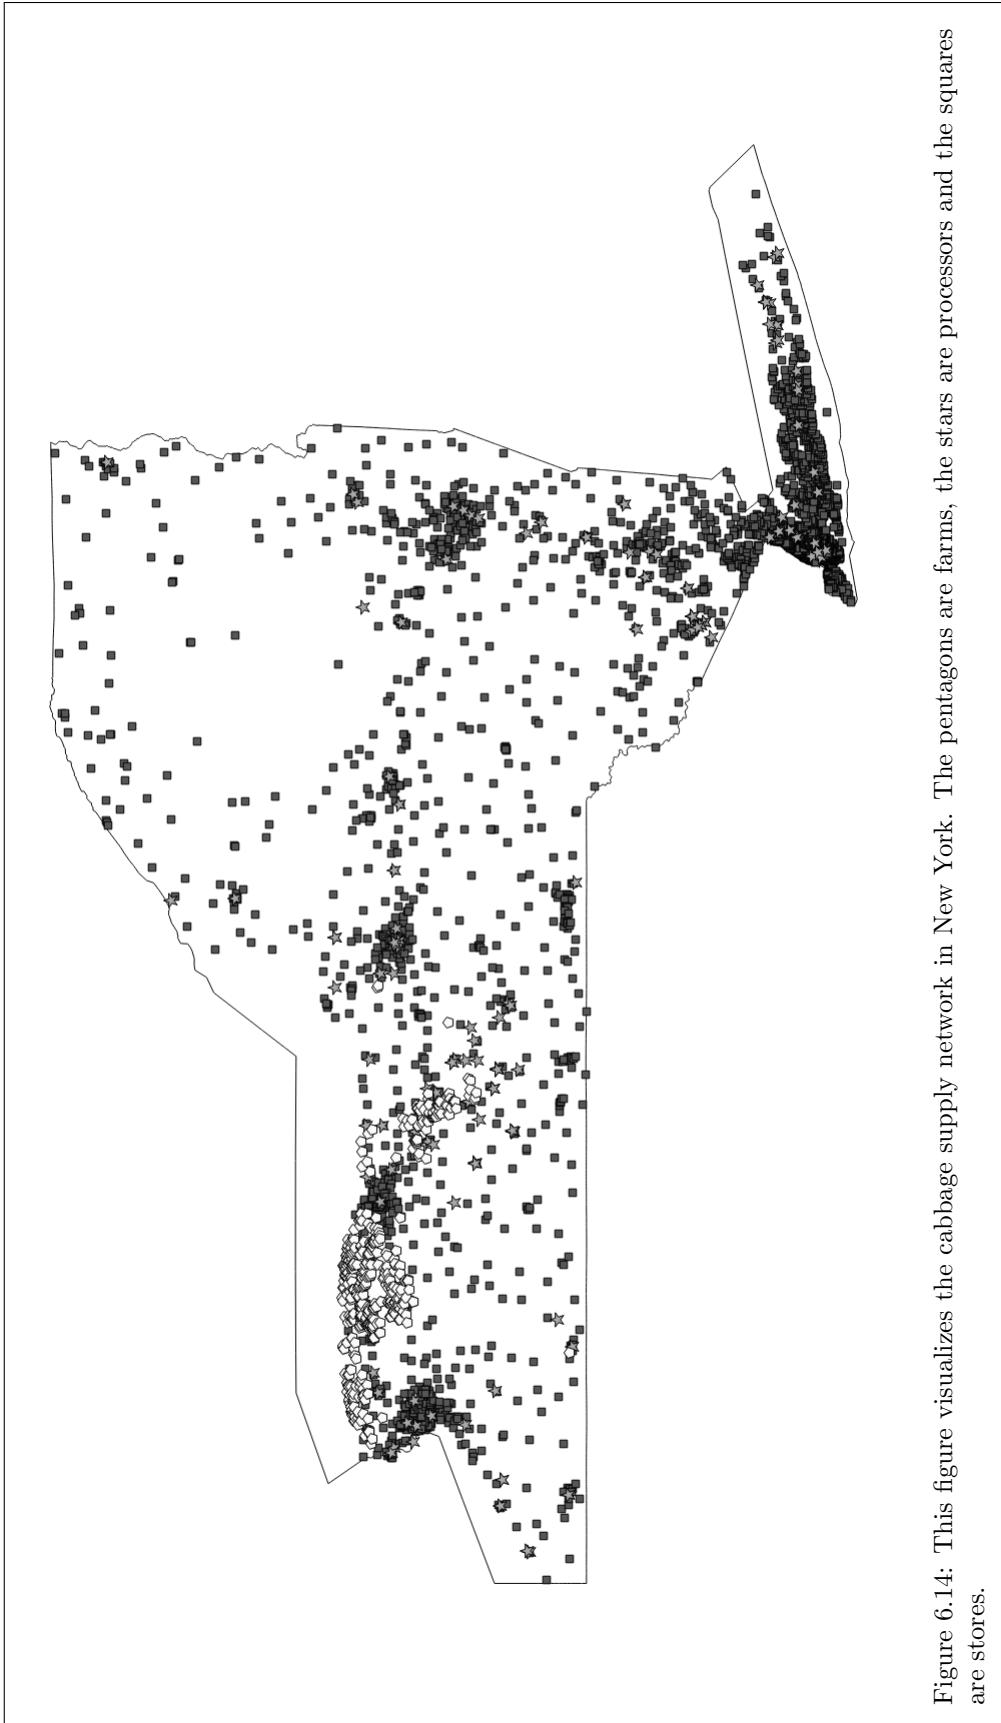 Figure 6.14: This figure visualizes the cabbage supply network in New York. The pentagons are farms, the stars are processors and the squares
are stores.